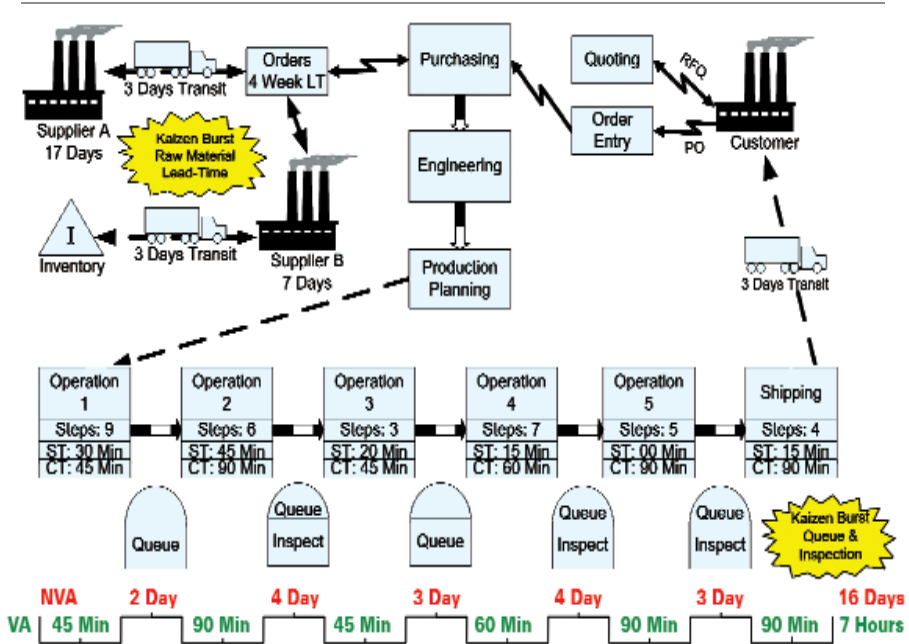 3 Days Transit
Orders
4 Week LT
Purchasing
Quoting
RFQ
Supplier A
17 Days
Kaizen Burst
Raw Material
Lead-Time
Order
Entry
PO
Customer
Engineering
I
Inventory
3 Days Transit
Supplier B
7 Days
Production
Planning
3 Days Transit
Operation
1
Steps: 9
ST: 30 Min
CT: 45 Min
Operation
2
Steps: 6
ST: 45 Min
CT: 90 Min
Operation
3
Steps: 3
ST: 20 Min
CT: 45 Min
Operation
4
Steps: 7
ST: 15 Min
CT: 60 Min
Operation
5
Steps: 5
ST: 00 Min
CT: 90 Min
Shipping
Steps: 4
ST: 15 Min
CT: 90 Min
Queue
Queue
Inspect
Queue
Queue
Inspect
Queue
Inspect
Kaizen Burst
Queue &
Inspection
NVA 2 Day 4 Day 3 Day 4 Day 3 Day 16 Days
VA 45 Min 90 Min 45 Min 60 Min 90 Min 90 Min 7 Hours